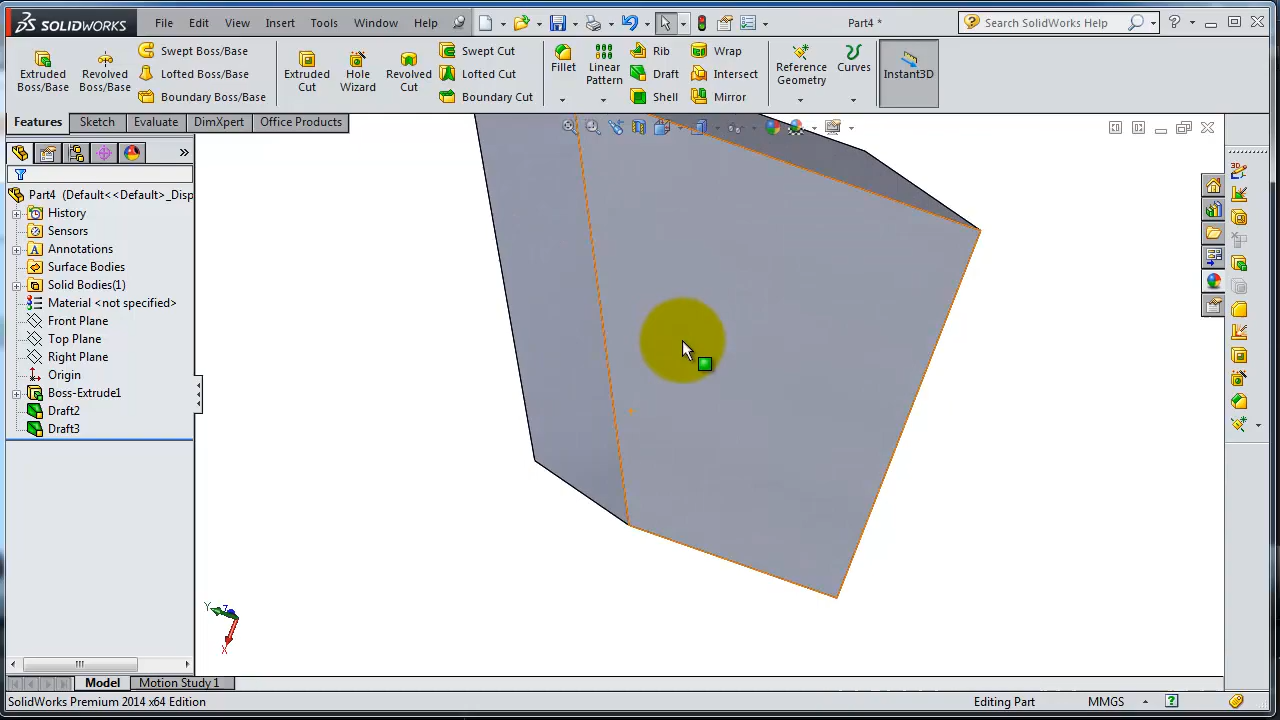 SOLIDWORKS File Edit View Insert Tools Window Help Part4 * Search SolidWorks Help
Extruded Boss/Base
Revolved Boss/Base
Swept Boss/Base
Lofted Boss/Base
Boundary Boss/Base
Extruded Cut
Hole Wizard
Revolved Cut
Swept Cut
Lofted Cut
Boundary Cut
Fillet
Linear Pattern
Rib
Draft
Shell
Wrap
Intersect
Mirror
Reference Geometry
Curves
Instant3D
Features Sketch Evaluate DimXpert Office Products
Part4 (Default<<Default>_Disp
History
Sensors
Annotations
Surface Bodies
Solid Bodies(1)
Material <not specified>
Front Plane
Top Plane
Right Plane
Origin
Boss-Extrude1
Draft2
Draft3
Y Z
X
Model Motion Study 1
SolidWorks Premium 2014 x64 Edition Editing Part MMGS